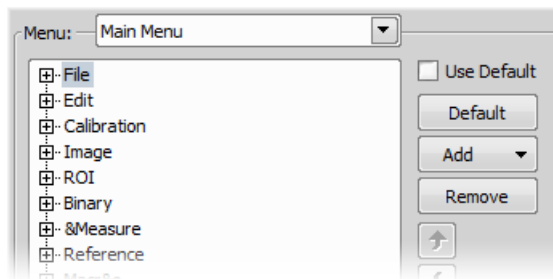 Menu: Main Menu
File
Use Default
Edit
Default
Calibration
Image
Add
ROI
Binary
Remove
&Measure
Reference